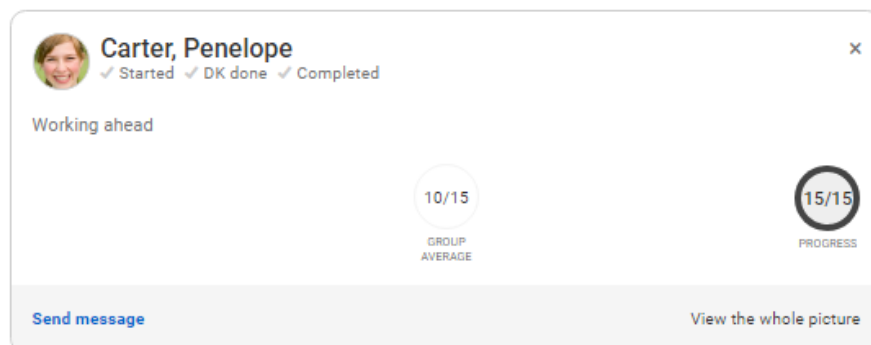 Carter, Penelope
×
✓ Started ✓ DK done ✓ Completed
Working ahead
10/15
15/15
GROUP
AVERAGE
PROGRESS
Send message
View the whole picture